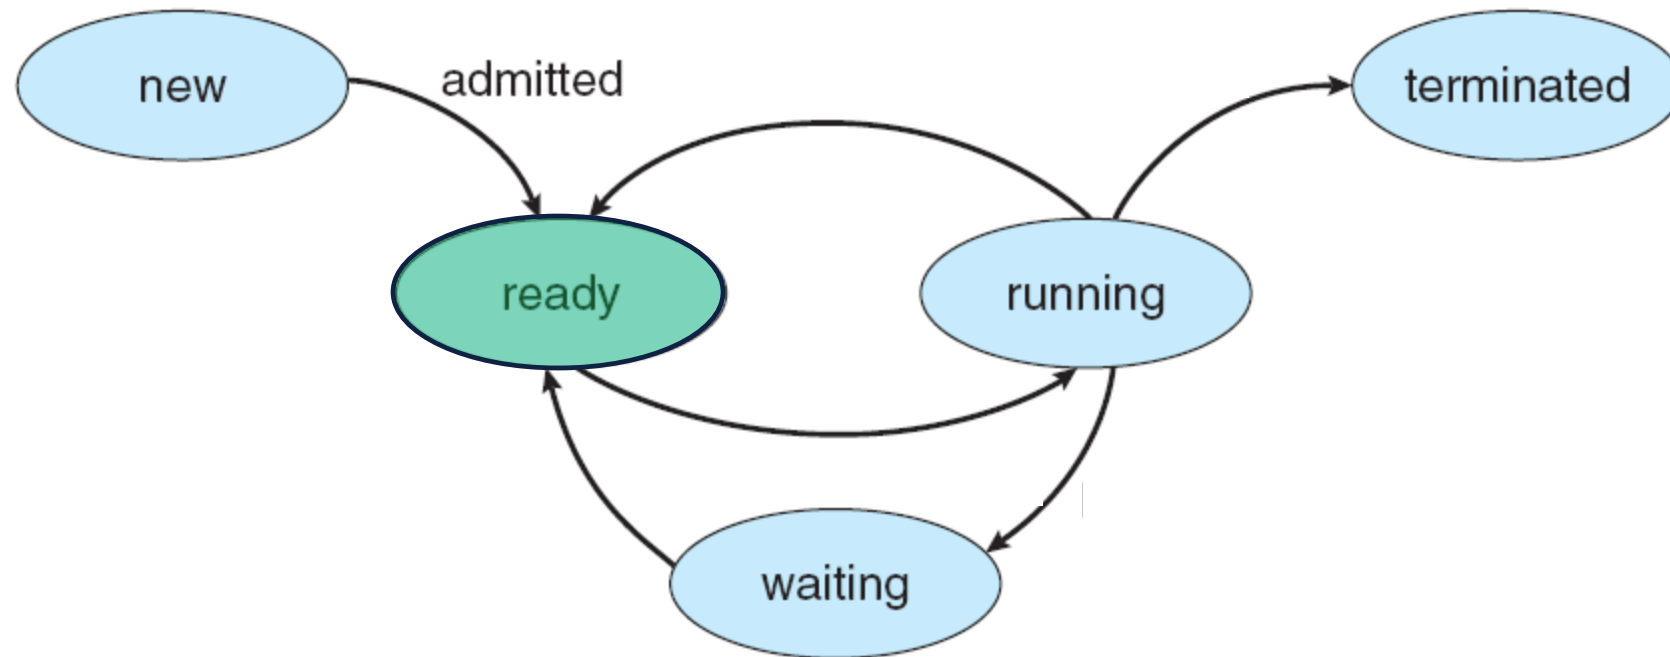 new
admitted
terminated
ready
running
waiting